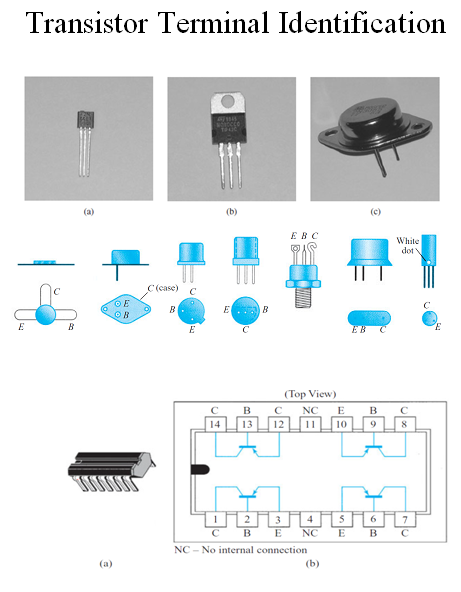 Transistor Terminal Identification
(a) (b) (c)
E B C
White
dot
C
C (case)
E
B
E B
C
B
E
E B
C
E B C
C
E
(Top View)
C B C NC E B C
14 13 12 11 10 9 8
1 2 3 4 5 6 7
C B E NC E B C
NC – No internal connection
(a) (b)